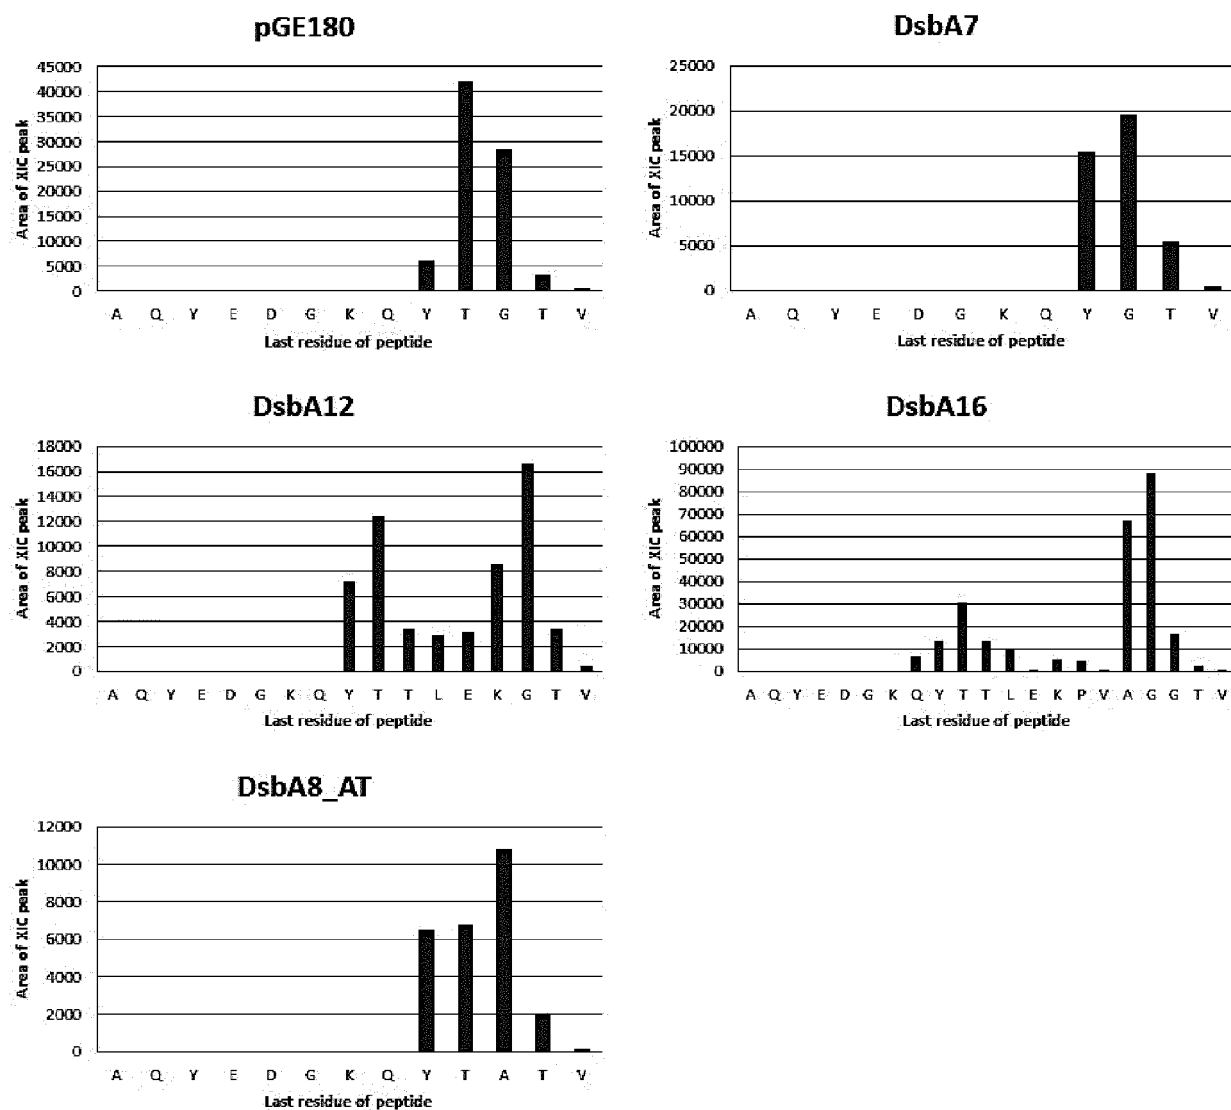 pGE180
Area of XIC peak
45000
40000
35000
30000
25000
20000
15000
10000
5000
0
A Q Y E D G K Q Y T G T V
Last residue of peptide
DsbA7
Area of XIC peak
25000
20000
15000
10000
5000
0
A Q Y E D G K Q Y G T V
Last residue of peptide
DsbA12
Area of XIC peak
18000
16000
14000
12000
10000
8000
6000
4000
2000
0
A Q Y E D G K Q Y T T L E K G T V
Last residue of peptide
DsbA16
Area of XIC peak
100000
90000
80000
70000
60000
50000
40000
30000
20000
10000
0
A Q Y E D G K Q Y T T L E K P V A G G T V
Last residue of peptide
DsbA8_AT
Area of XIC peak
12000
10000
8000
6000
4000
2000
0
A Q Y E D G K Q Y T A T V
Last residue of peptide